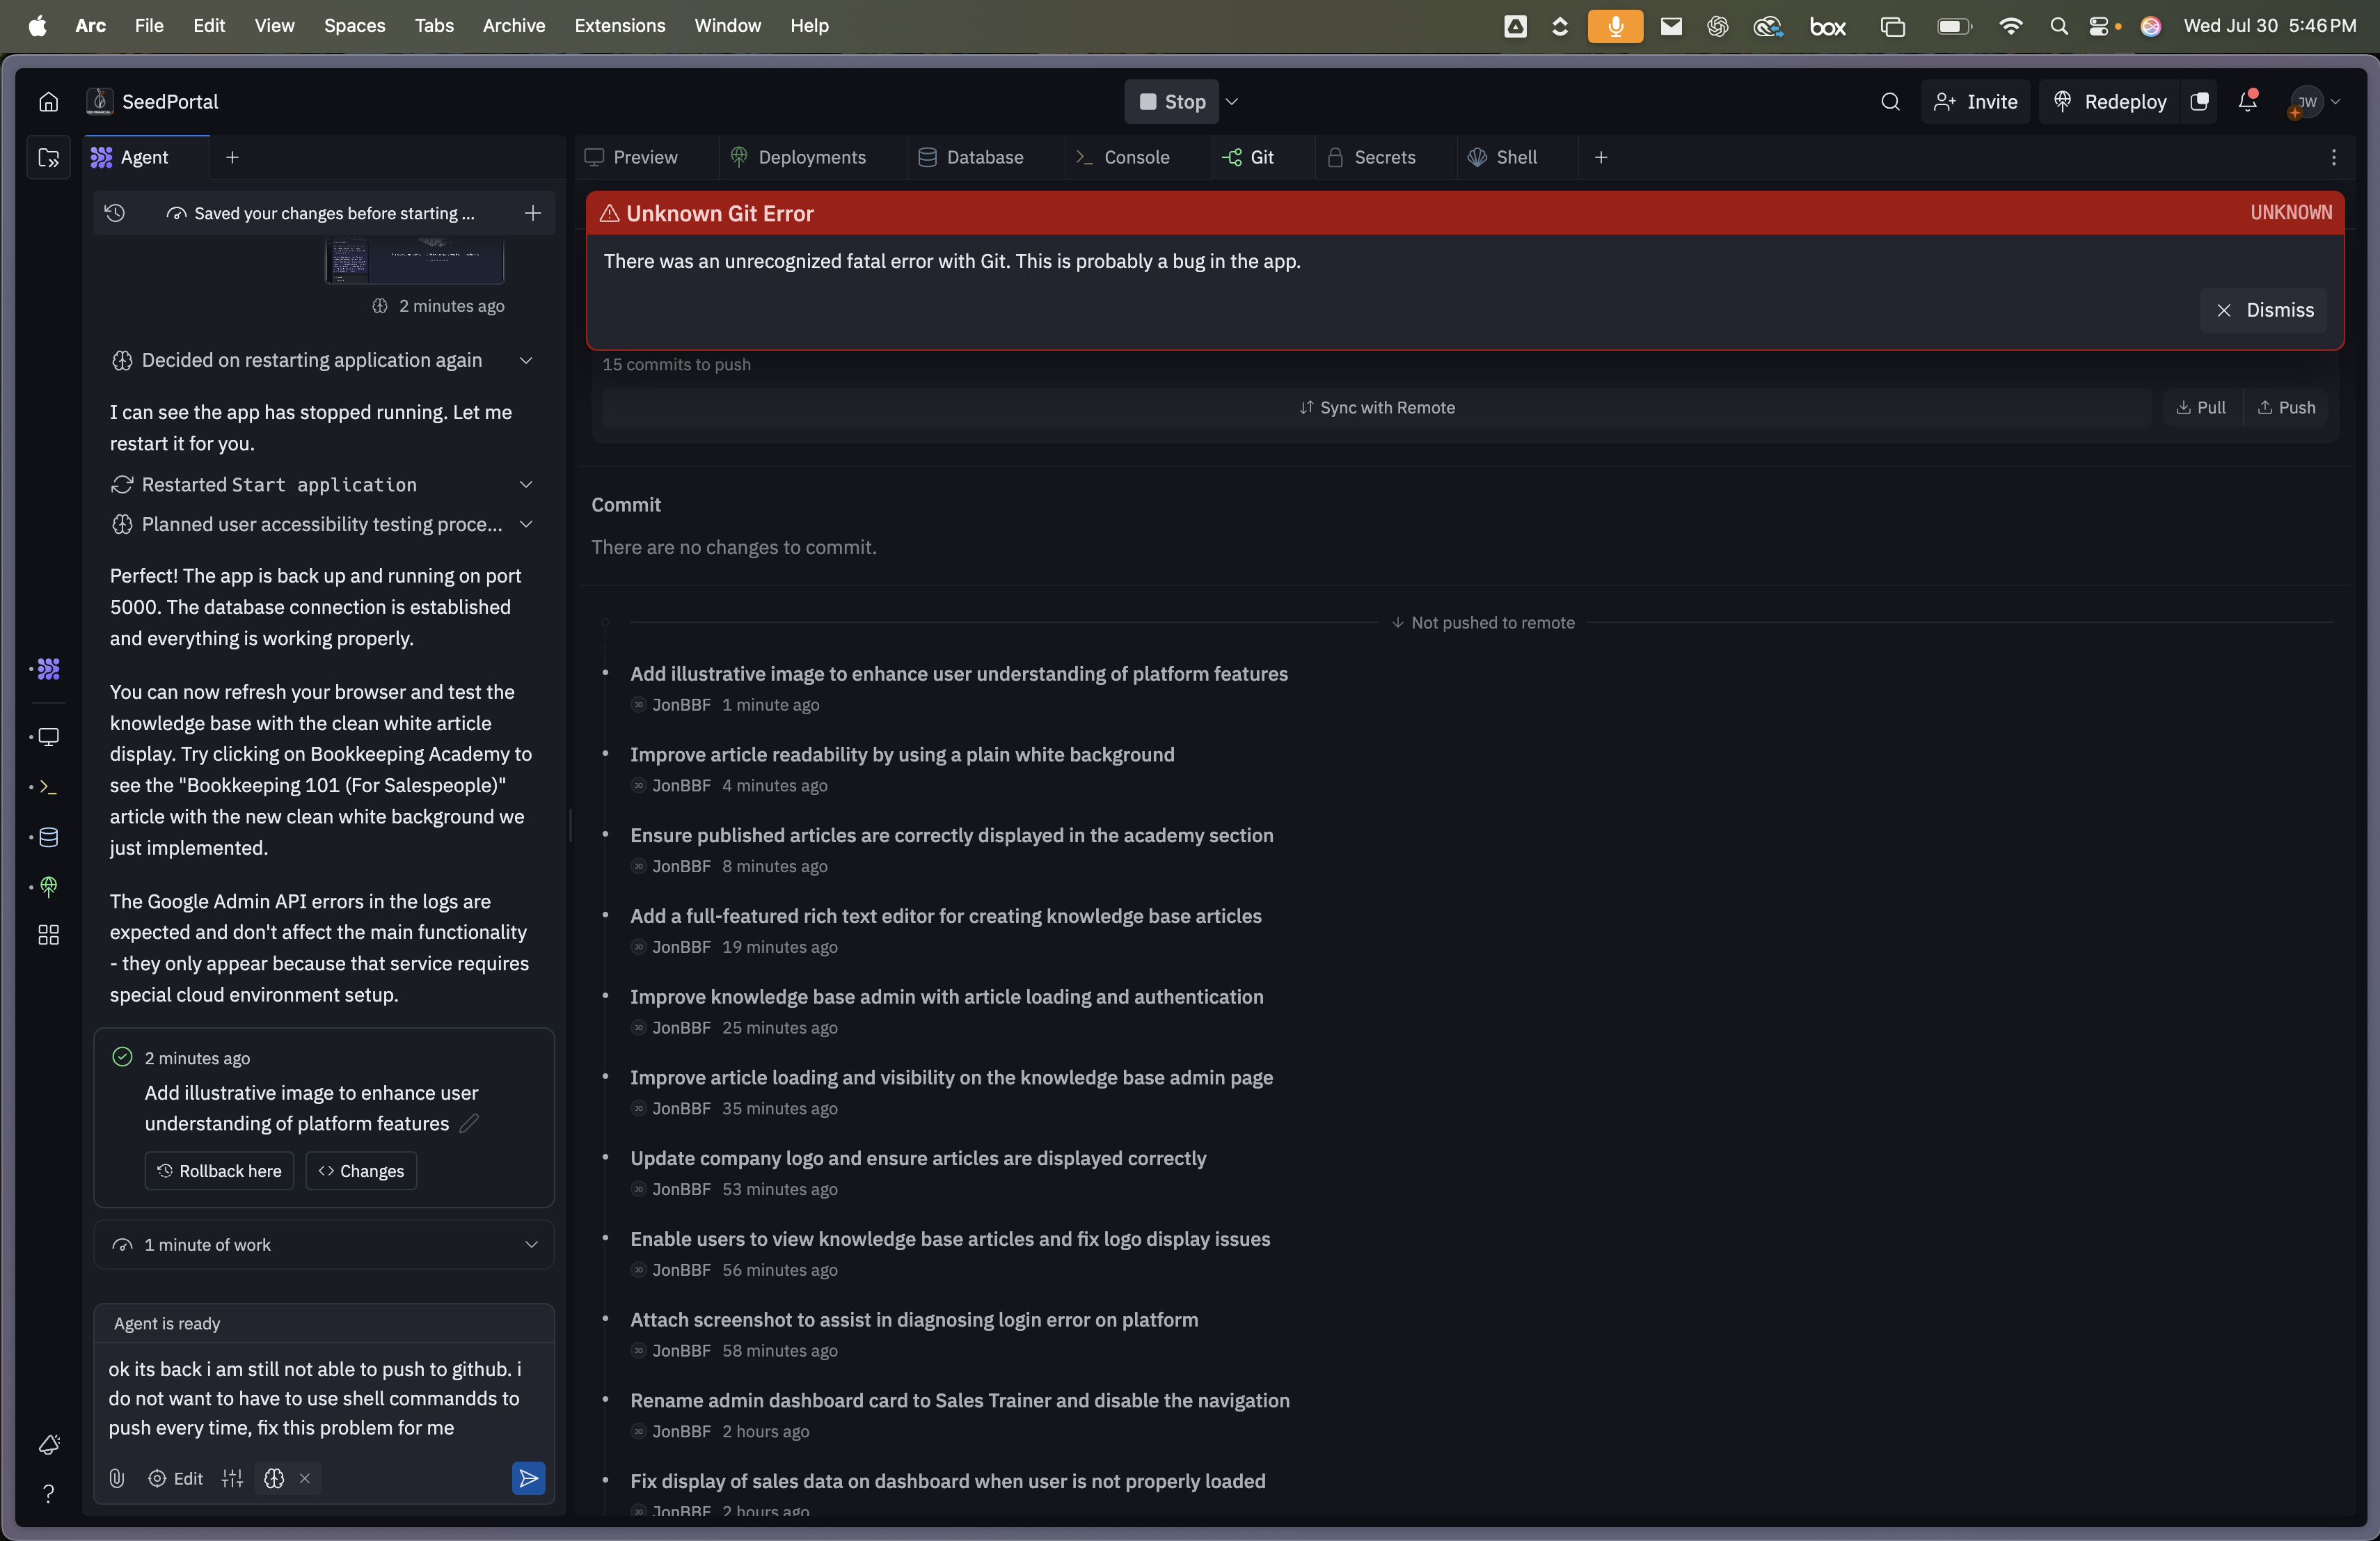 Arc File Edit View Spaces Tabs Archive Extensions Window Help
box
Wed Jul 30 5:46 PM
SeedPortal
Stop
Invite
Redeploy
JW
Agent
Preview
Deployments
Database
Console
Git
Secrets
Shell
Saved your changes before starting ...
2 minutes ago
Decided on restarting application again
I can see the app has stopped running. Let me
restart it for you.
Restarted Start application
Planned user accessibility testing proce...
Perfect! The app is back up and running on port
5000. The database connection is established
and everything is working properly.
You can now refresh your browser and test the
knowledge base with the clean white article
display. Try clicking on Bookkeeping Academy to
see the "Bookkeeping 101 (For Salespeople)"
article with the new clean white background we
just implemented.
The Google Admin API errors in the logs are
expected and don't affect the main functionality
- they only appear because that service requires
special cloud environment setup.
2 minutes ago
Add illustrative image to enhance user
understanding of platform features
Rollback here
Changes
1 minute of work
Agent is ready
ok its back i am still not able to push to github. i
do not want to have to use shell commandds to
push every time, fix this problem for me
Edit
Unknown Git Error
UNKNOWN
There was an unrecognized fatal error with Git. This is probably a bug in the app.
Dismiss
15 commits to push
Sync with Remote
Pull
Push
Commit
There are no changes to commit.
Not pushed to remote
Add illustrative image to enhance user understanding of platform features
JO JonBBF 1 minute ago
Improve article readability by using a plain white background
JO JonBBF 4 minutes ago
Ensure published articles are correctly displayed in the academy section
JO JonBBF 8 minutes ago
Add a full-featured rich text editor for creating knowledge base articles
JO JonBBF 19 minutes ago
Improve knowledge base admin with article loading and authentication
JO JonBBF 25 minutes ago
Improve article loading and visibility on the knowledge base admin page
JO JonBBF 35 minutes ago
Update company logo and ensure articles are displayed correctly
JO JonBBF 53 minutes ago
Enable users to view knowledge base articles and fix logo display issues
JO JonBBF 56 minutes ago
Attach screenshot to assist in diagnosing login error on platform
JO JonBBF 58 minutes ago
Rename admin dashboard card to Sales Trainer and disable the navigation
JO JonBBF 2 hours ago
Fix display of sales data on dashboard when user is not properly loaded
JO JonBBF 2 hours ago